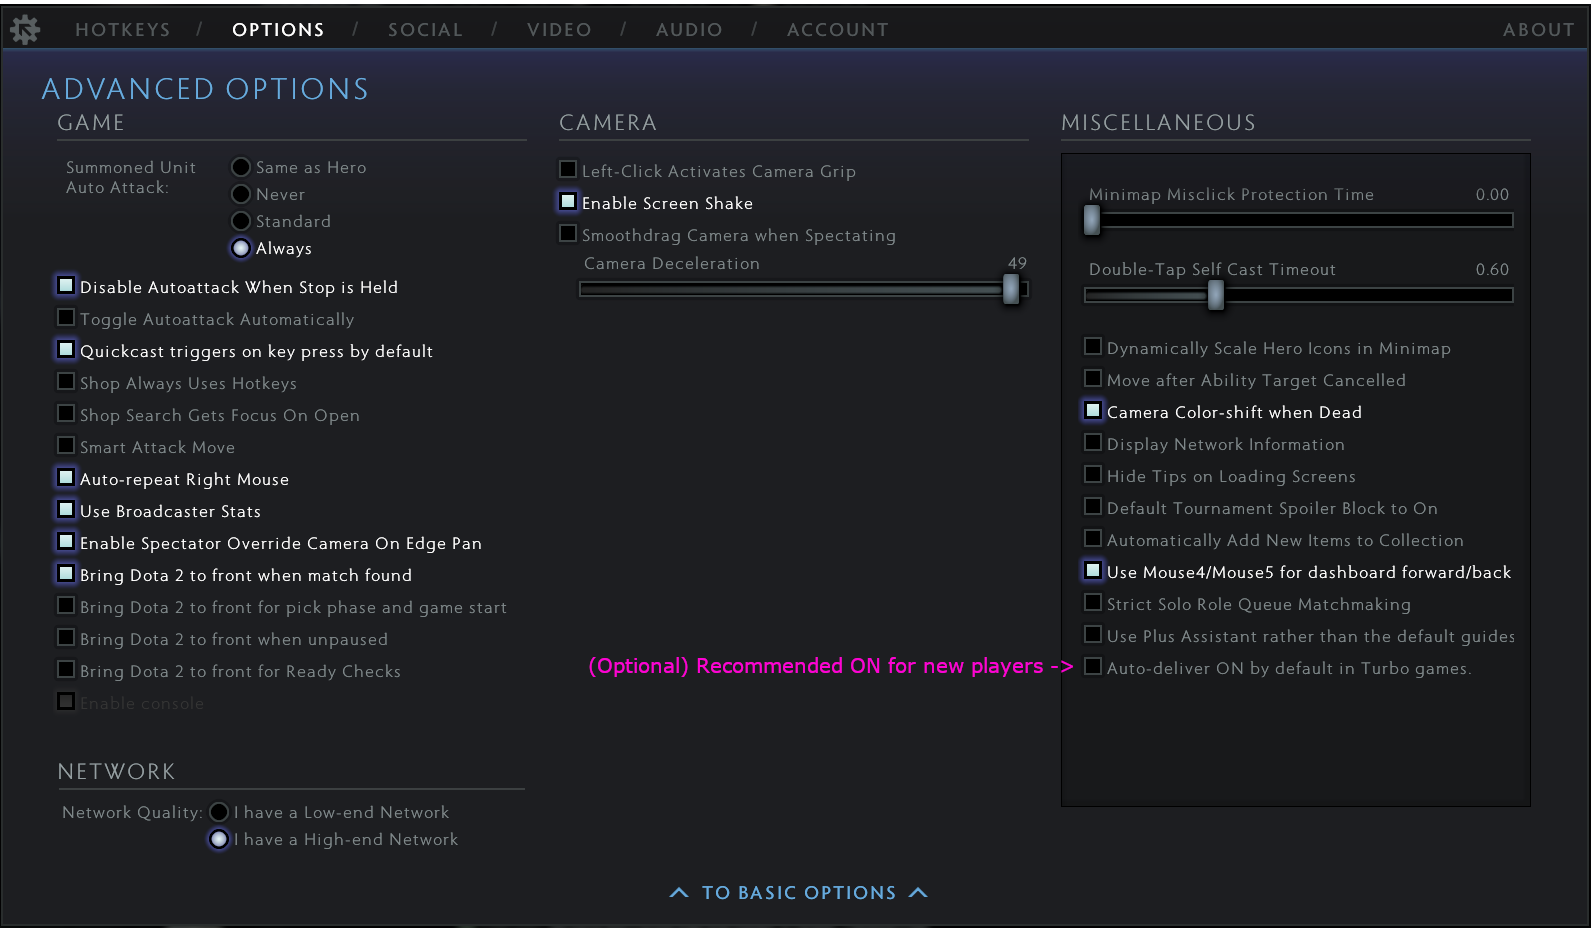 HOTKEYS / OPTIONS / SOCIAL / VIDEO / AUDIO / ACCOUNT ABOUT
ADVANCED OPTIONS
GAME
Summoned Unit
Auto Attack:
Same as Hero
Never
Standard
Always
Disable Autoattack When Stop is Held
Toggle Autoattack Automatically
Quickcast triggers on key press by default
Shop Always Uses Hotkeys
Shop Search Gets Focus On Open
Smart Attack Move
Auto-repeat Right Mouse
Use Broadcaster Stats
Enable Spectator Override Camera On Edge Pan
Bring Dota 2 to front when match found
Bring Dota 2 to front for pick phase and game start
Bring Dota 2 to front when unpaused
Bring Dota 2 to front for Ready Checks
Enable console
NETWORK
Network Quality:
I have a Low-end Network
I have a High-end Network
CAMERA
Left-Click Activates Camera Grip
Enable Screen Shake
Smoothdrag Camera when Spectating
Camera Deceleration 49
MISCELLANEOUS
Minimap Misclick Protection Time 0.00
Double-Tap Self Cast Timeout 0.60
Dynamically Scale Hero Icons in Minimap
Move after Ability Target Cancelled
Camera Color-shift when Dead
Display Network Information
Hide Tips on Loading Screens
Default Tournament Spoiler Block to On
Automatically Add New Items to Collection
Use Mouse4/Mouse5 for dashboard forward/back
Strict Solo Role Queue Matchmaking
Use Plus Assistant rather than the default guides
(Optional) Recommended ON for new players ->
Auto-deliver ON by default in Turbo games.
TO BASIC OPTIONS